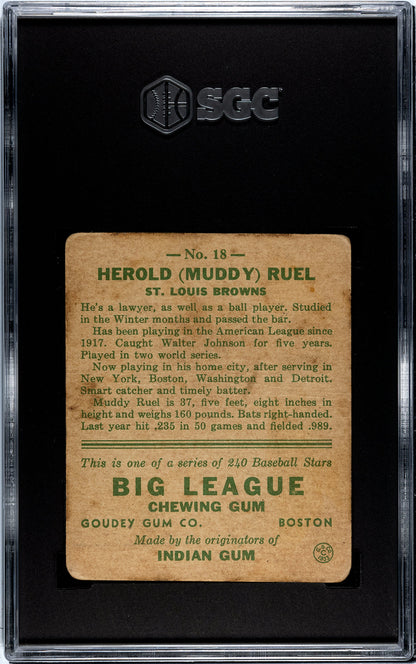 SGC
— No. 18 —
HEROLD (MUDDY) RUEL
ST. LOUIS BROWNS
He's a lawyer, as well as a ball player. Studied
in the Winter months and passed the bar.
Has been playing in the American League since
1917. Caught Walter Johnson for five years.
Played in two world series.
Now playing in his home city, after serving in
New York, Boston, Washington and Detroit.
Smart catcher and timely batter.
Muddy Ruel is 37, five feet, eight inches in
height and weighs 160 pounds. Bats right-handed.
Last year hit .235 in 50 games and fielded .989.
This is one of a series of 240 Baseball Stars
BIG LEAGUE
CHEWING GUM
GOUDEY GUM CO. BOSTON
Made by the originators of
INDIAN GUM